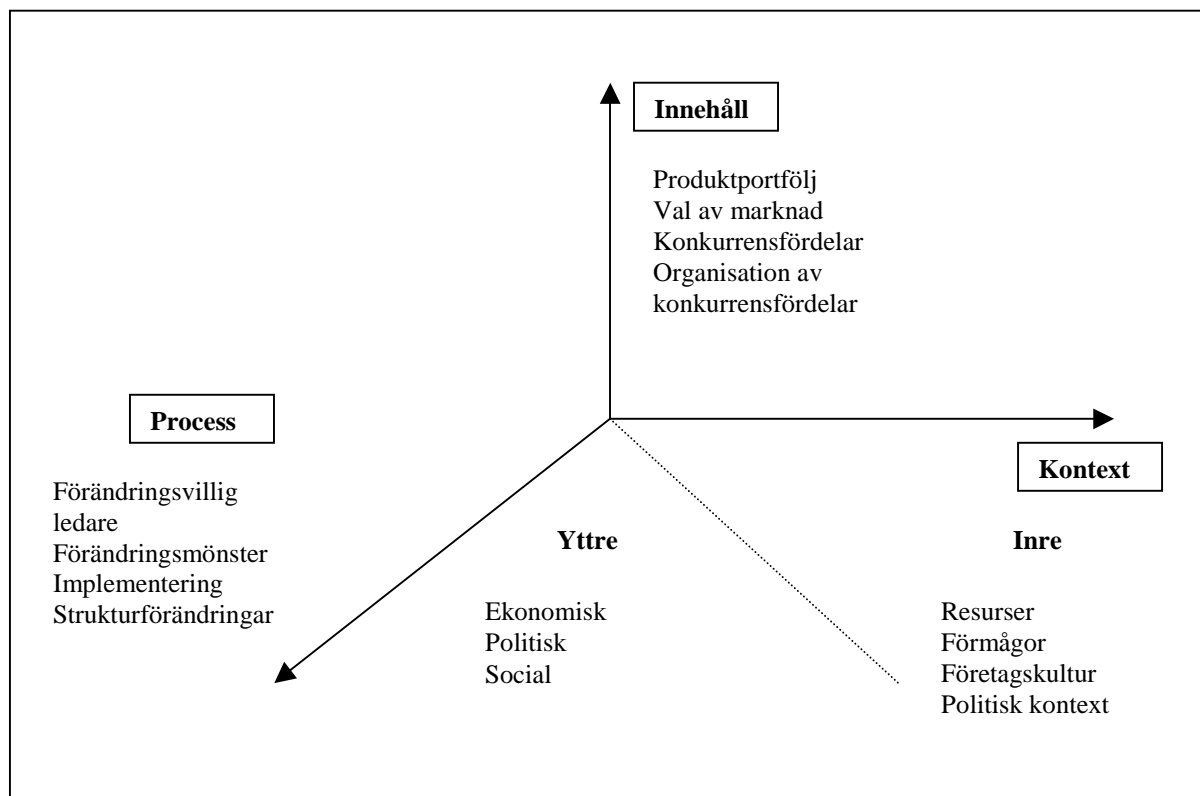 Innehåll
Produktportfölj
Val av marknad
Konkurrensfördelar
Organisation av
konkurrensfördelar
Process
Förändringsvillig
ledare
Förändringsmönster
Implementering
Strukturförändringar
Kontext
Yttre
Ekonomisk
Politisk
Social
Inre
Resurser
Förmågor
Företagskultur
Politisk kontext